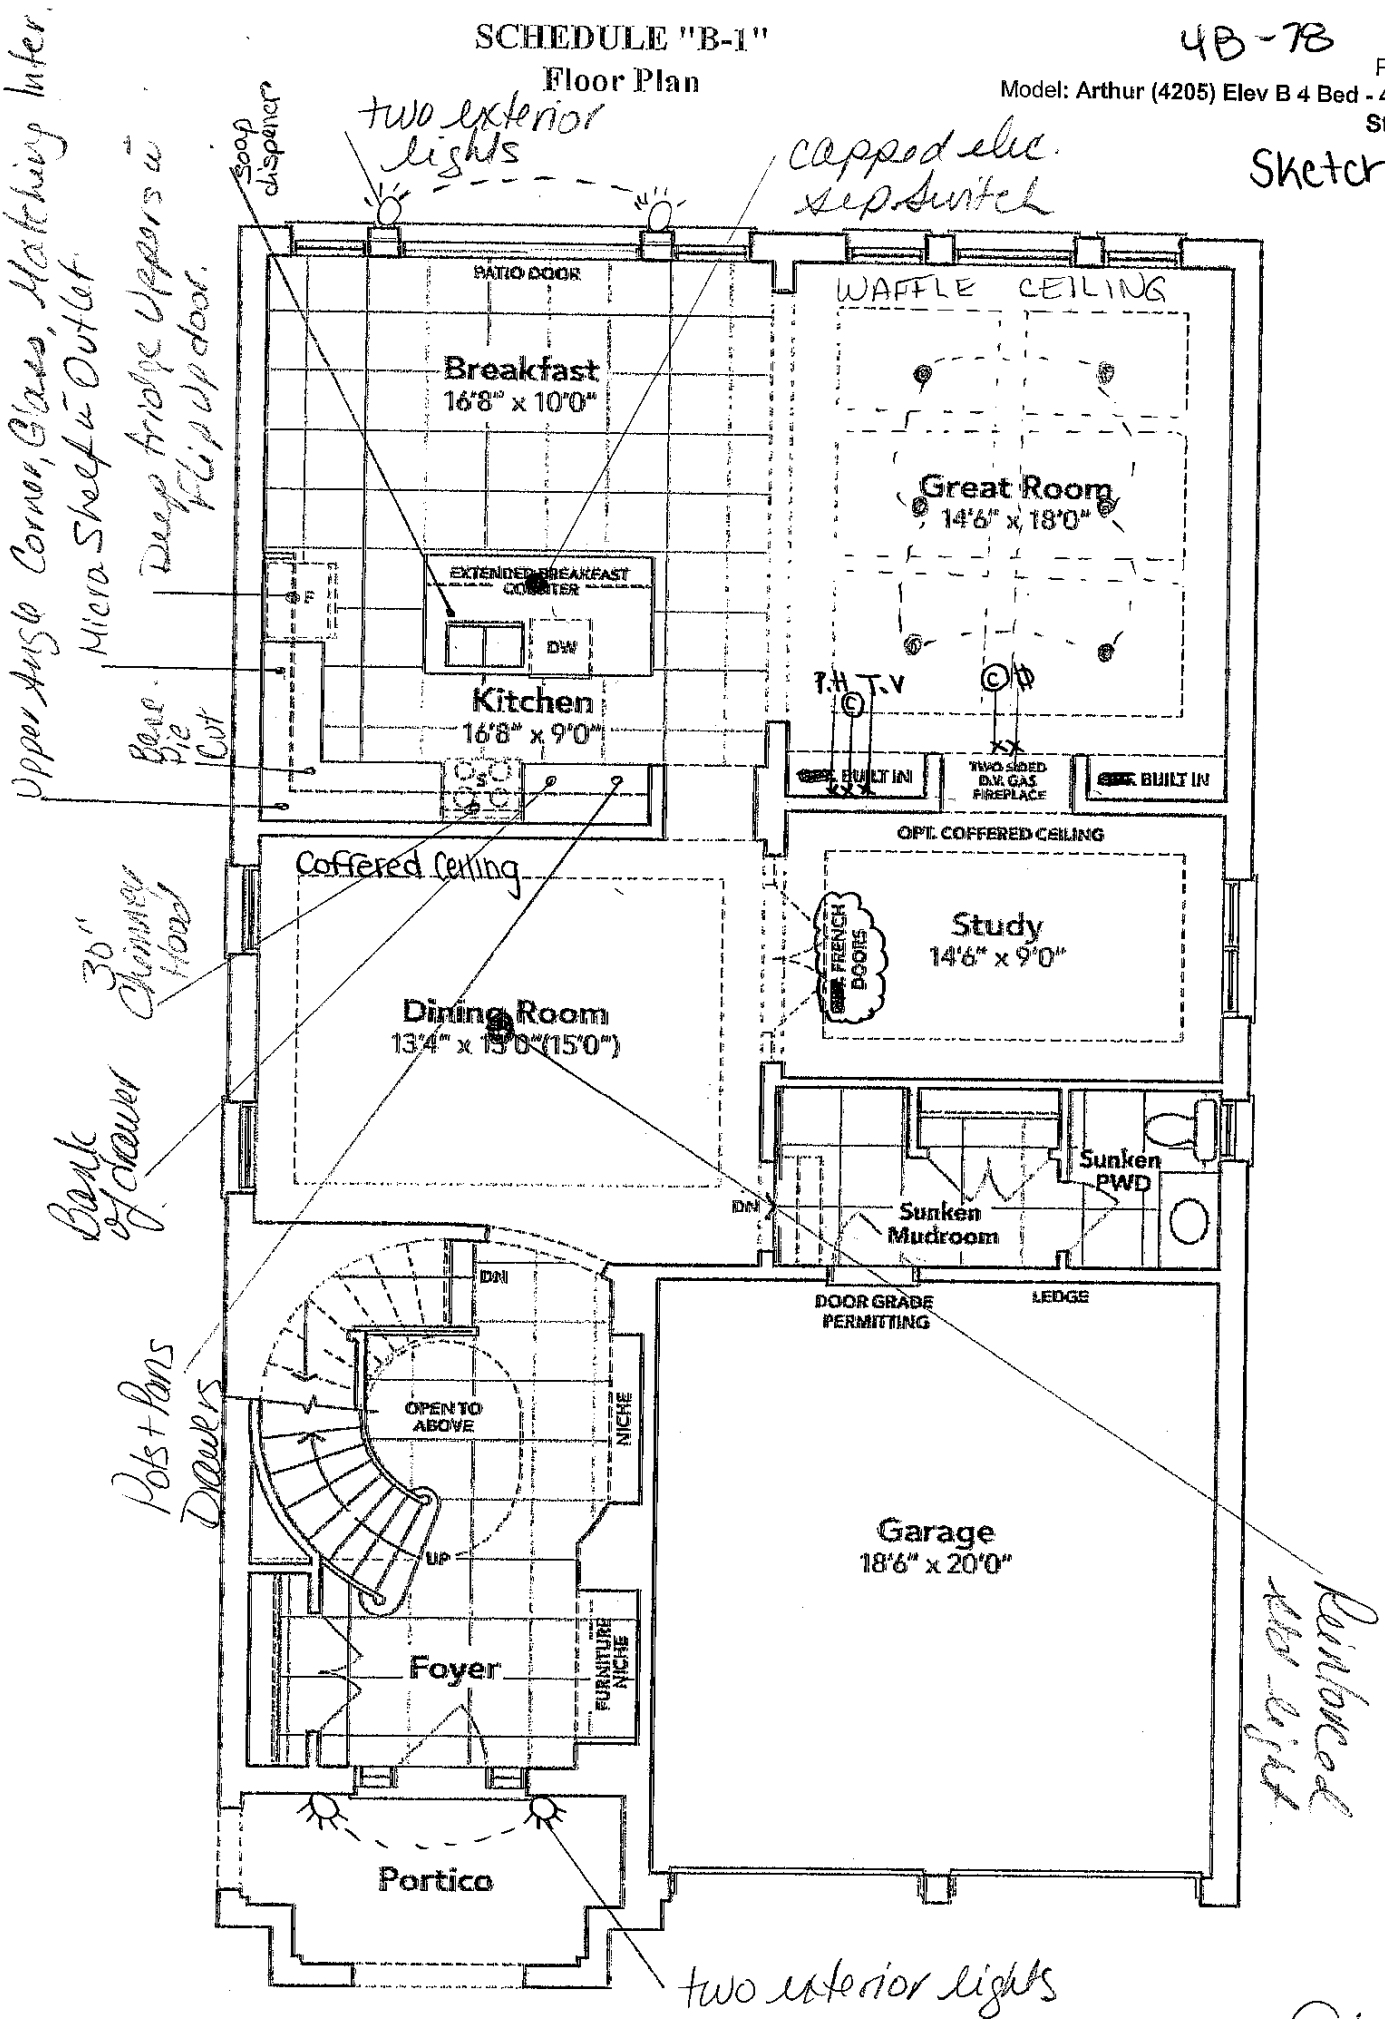 SCHEDULE "B-1"
Floor Plan
4B-78
Model: Arthur (4205) Elev B 4 Bed - 4
Sketch
two exterior
lights
capped elec.
sep. switch
soap
dispenser
Upper Angle Corner, Glass, Matching Inter.
Micro Shelf w Outlet.
Deep fridge Uppers w
Flip Up door.
Base
Pie
Cut
PATIO DOOR
WAFFLE CEILING
Breakfast
16'8" x 10'0"
Great Room
14'6" x 18'0"
EXTENDED BREAKFAST
COUNTER
F
DW
P.H T.V
C
C
Kitchen
16'8" x 9'0"
S
BUILT IN
TWO SIDED
D.V. GAS
FIREPLACE
BUILT IN
OPT. COFFERED CEILING
Coffered Ceiling
30"
Chimney
Hood
FRENCH
DOORS
Study
14'6" x 9'0"
Dining Room
13'4" x 13'0"(15'0")
Bank
of drawer
Sunken
PWD
DN
Sunken
Mudroom
DN
DOOR GRADE
PERMITTING
LEDGE
Pots + Pans
Drawers
OPEN TO
ABOVE
NICHE
UP
Garage
18'6" x 20'0"
Reinforced
light
Foyer
FURNITURE
NICHE
Portico
two exterior lights